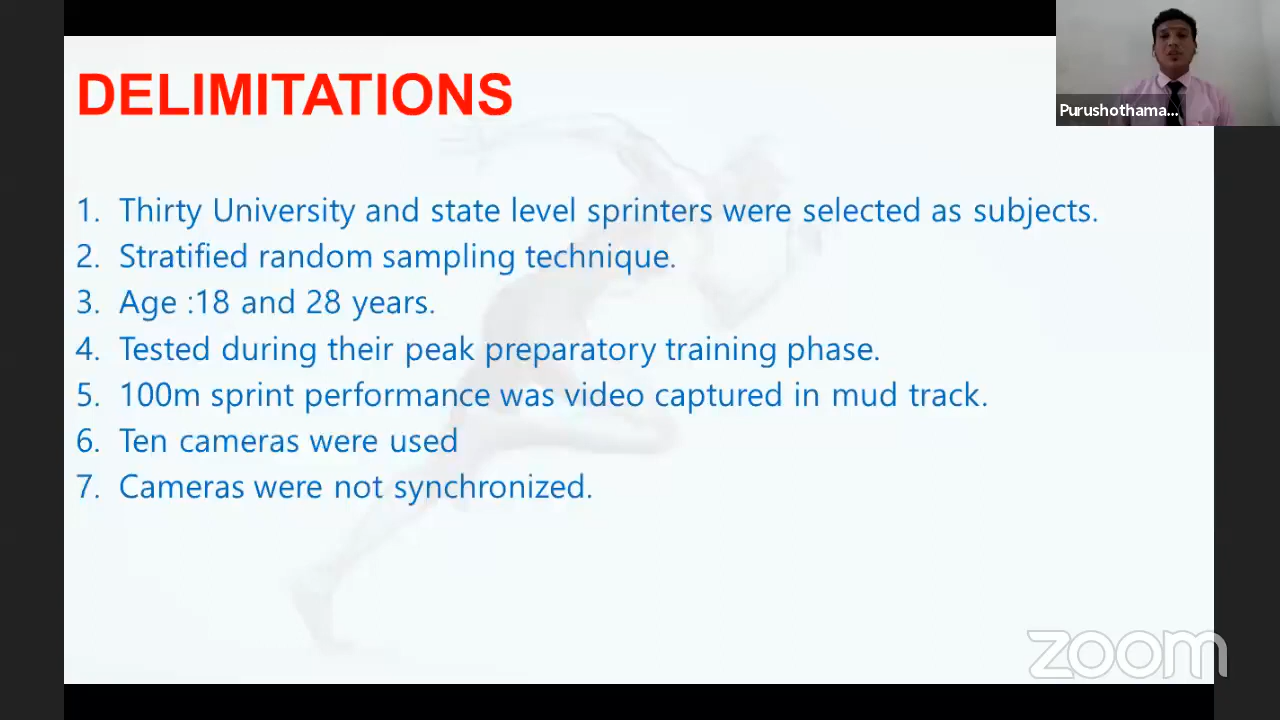 DELIMITATIONS
1. Thirty University and state level sprinters were selected as subjects.
2. Stratified random sampling technique.
3. Age :18 and 28 years.
4. Tested during their peak preparatory training phase.
5. 100m sprint performance was video captured in mud track.
6. Ten cameras were used
7. Cameras were not synchronized.
Purushothama...
zoom